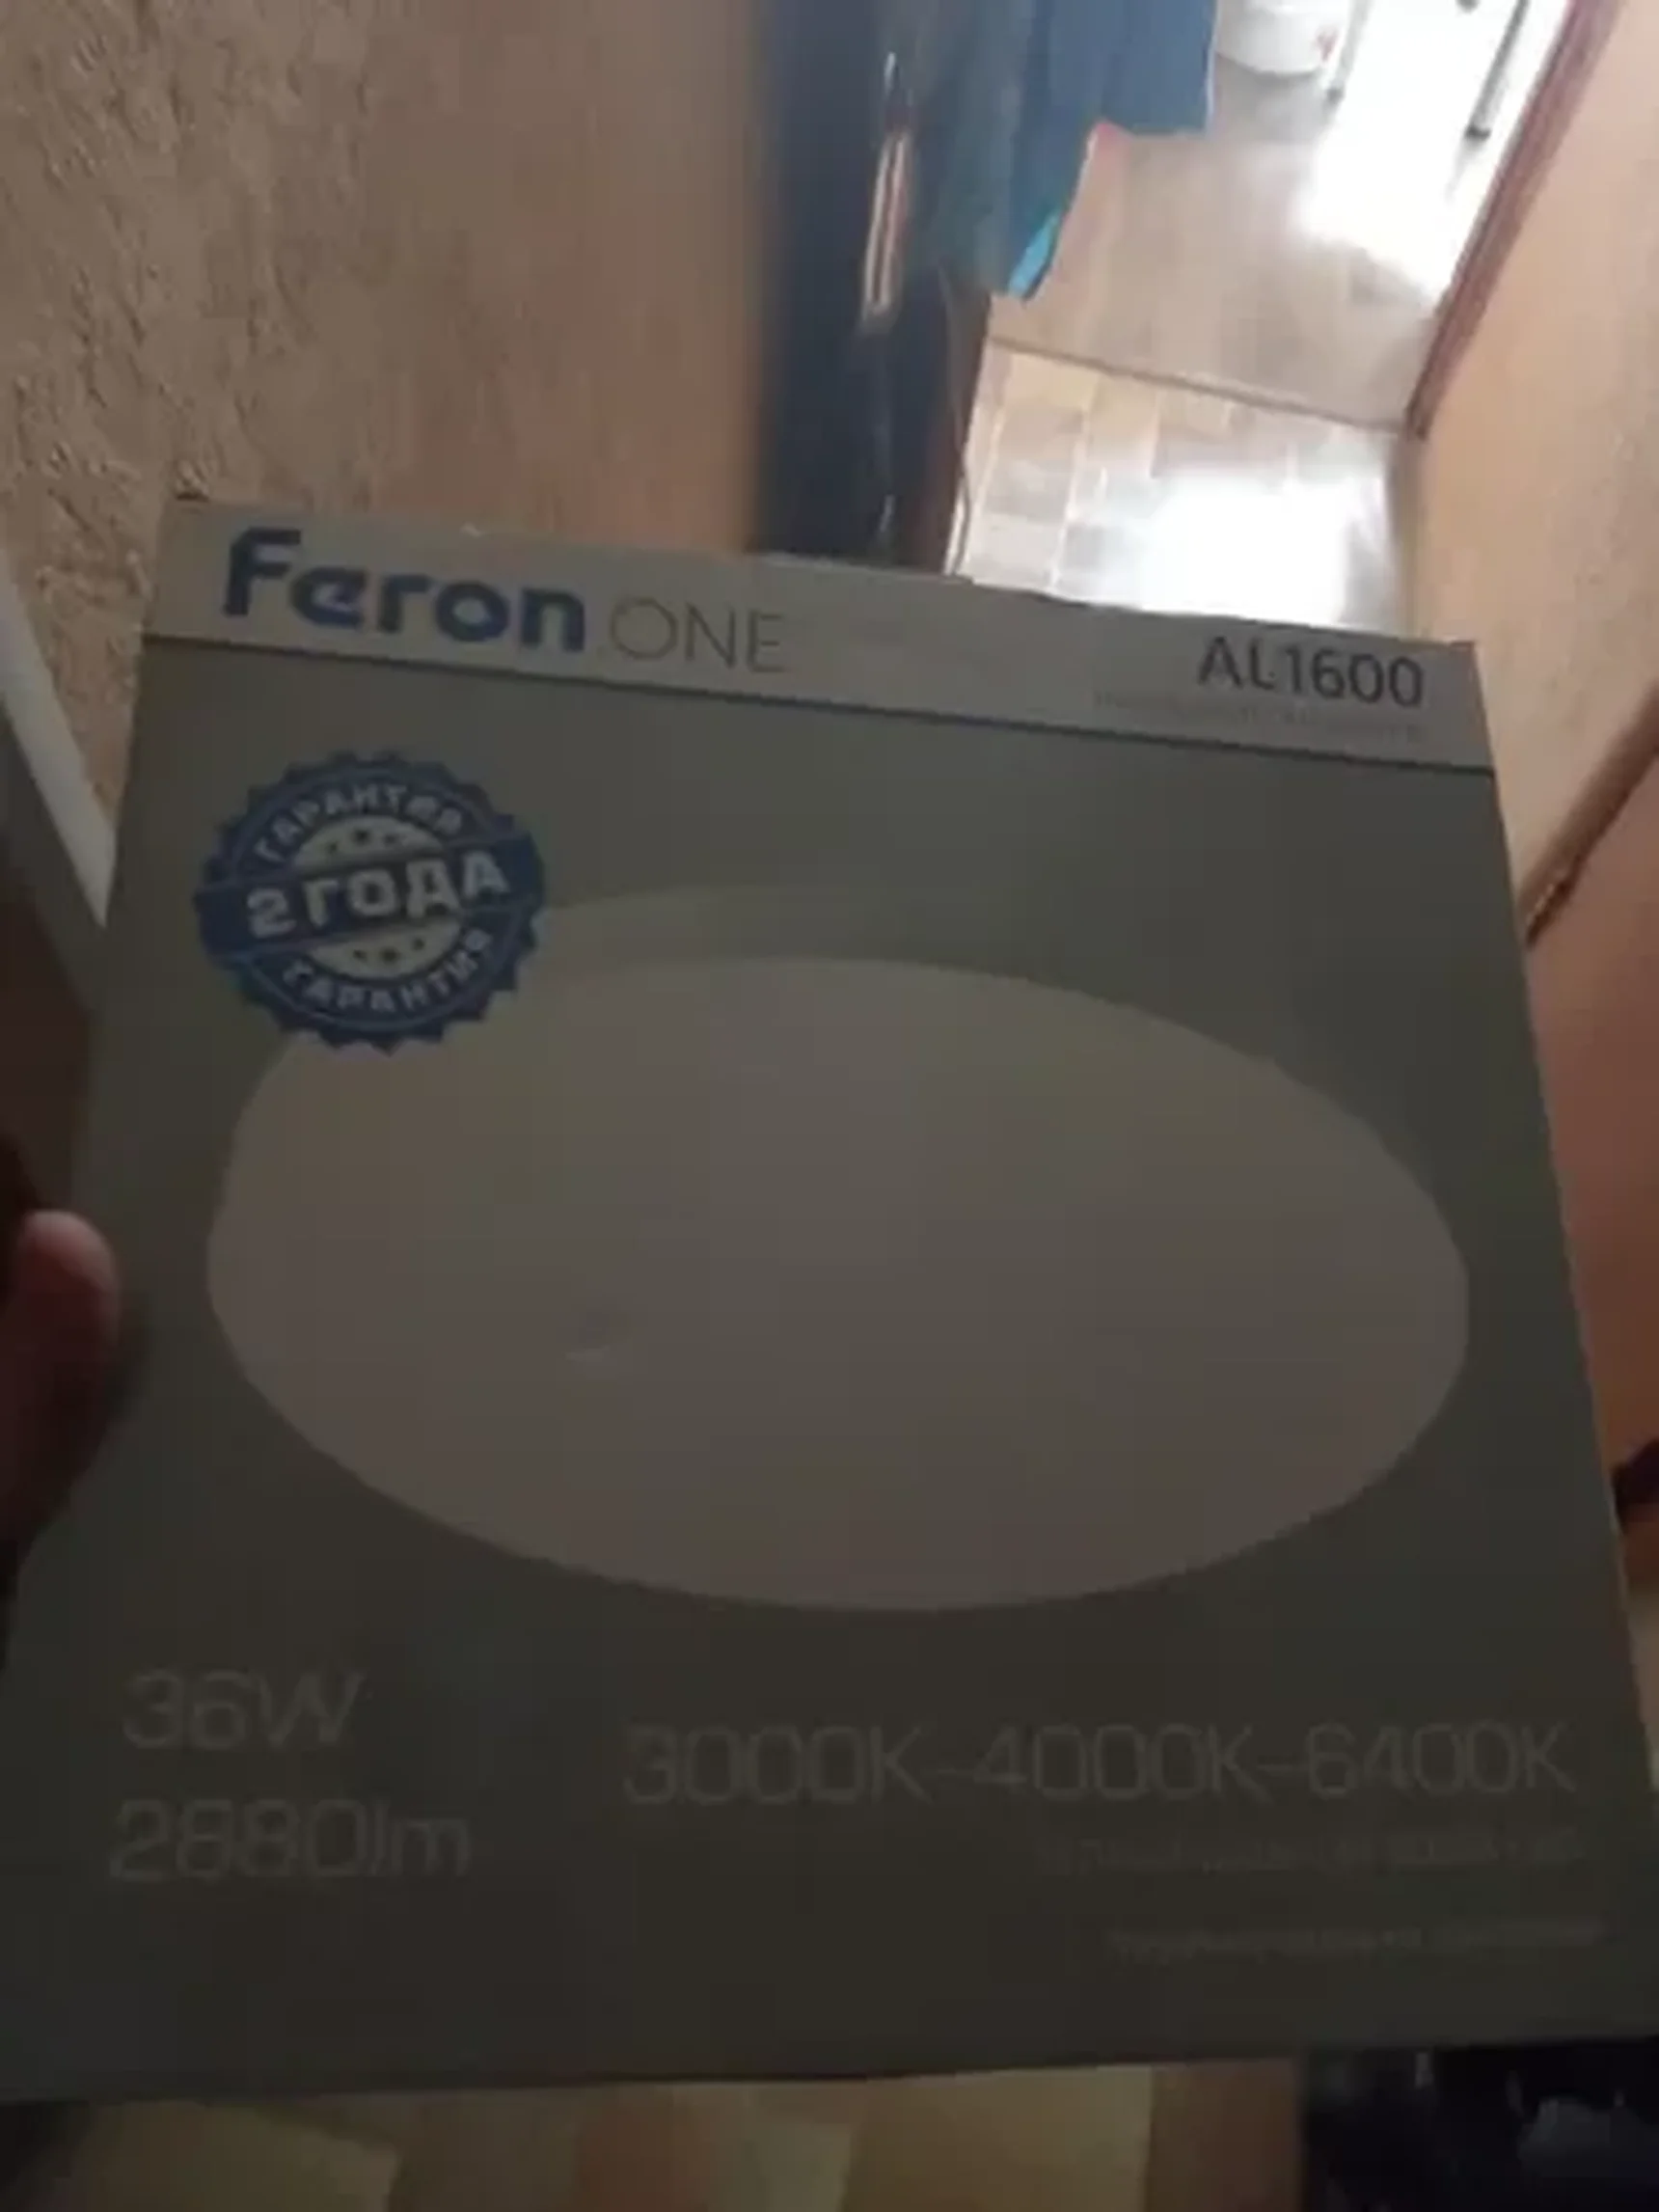 Feron.ONE
AL1600
ГАРАНТИЯ
2 ГОДА
ГАРАНТИЯ
36W
2880lm
3000K-4000K-6400K